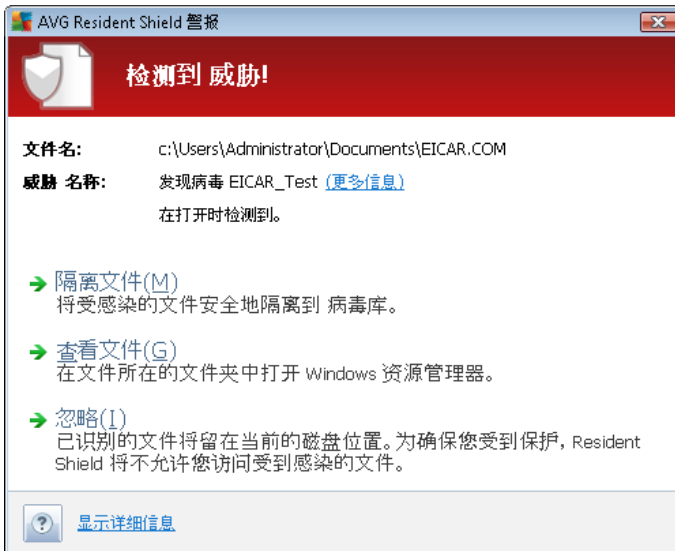 AVG Resident Shield 警报
检测到 威胁!
文件名: c:\Users\Administrator\Documents\EICAR.COM
威胁 名称: 发现病毒 EICAR_Test (更多信息)
在打开时检测到。
隔离文件(M)
将受感染的文件安全地隔离到 病毒库。
查看文件(G)
在文件所在的文件夹中打开 Windows 资源管理器。
忽略(I)
已识别的文件将留在当前的磁盘位置。为确保您受到保护, Resident
Shield 将不允许您访问受到感染的文件。
显示详细信息